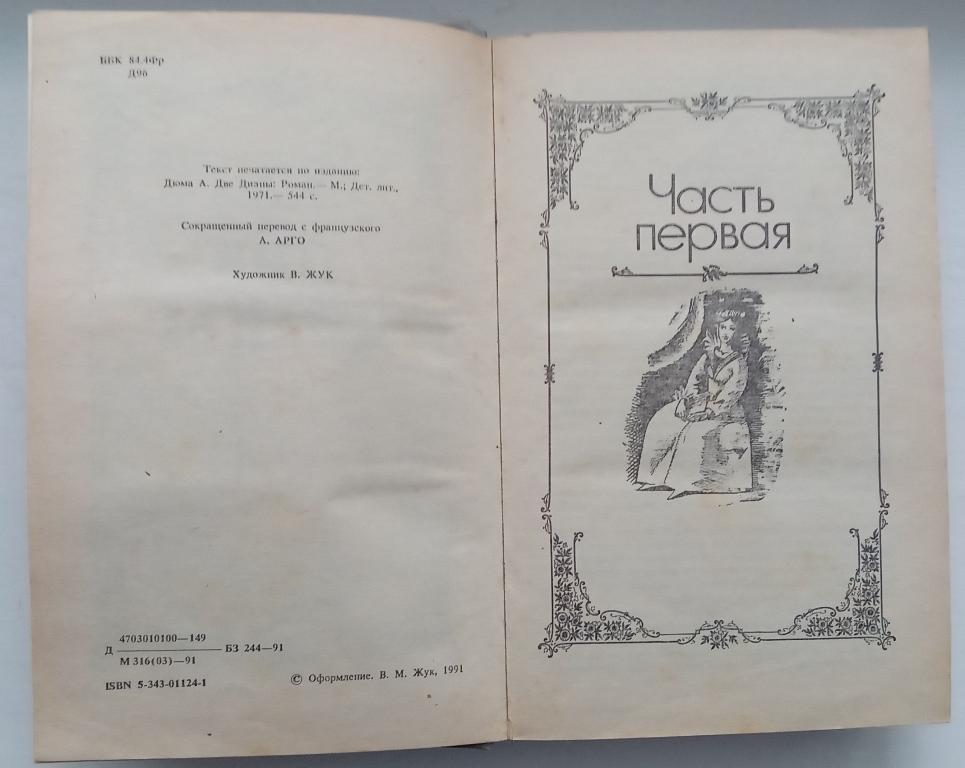 ББК 84.4Фр
Д96
Текст печатается по изданию:
Дюма А. Две Дианы: Роман.— М.; Дет. лит.,
1971.— 544 с.
Сокращенный перевод с французского
А. АРГО
Художник В. ЖУК
4703010100—149
Д БЗ 244—91
М 316(03)—91
ISBN 5-343-01124-1
© Оформление. В. М. Жук, 1991
Часть
первая